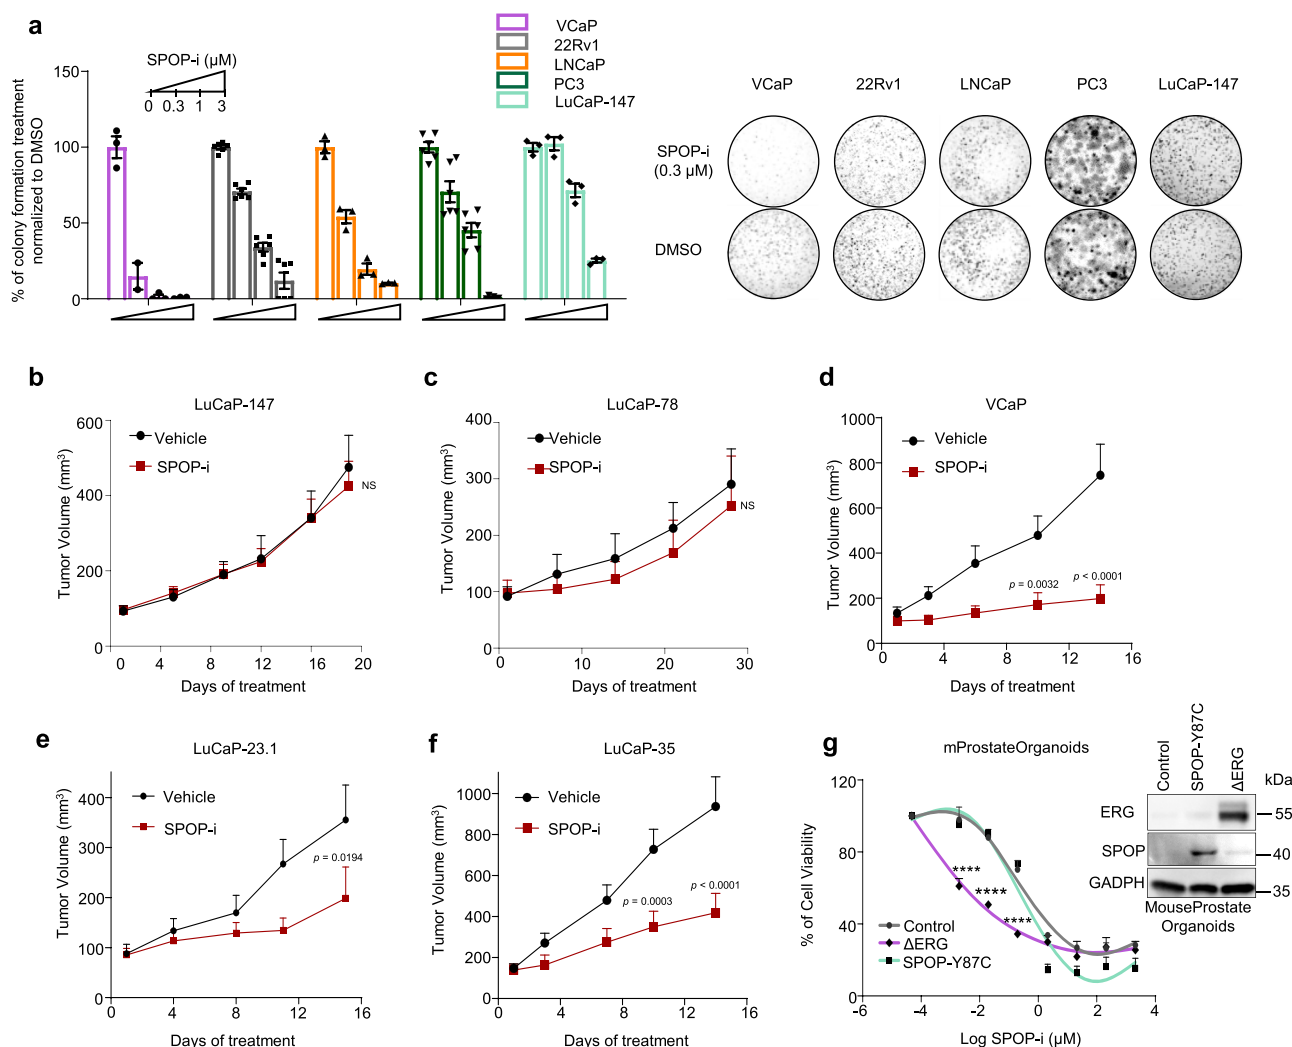 a
VCaP
22Rv1
LNCaP
PC3
LuCaP-147
SPOP-i (µM)
0 0.3 1 3
% of colony formation treatment
normalized to DMSO
150
100
50
0
VCaP 22Rv1 LNCaP PC3 LuCaP-147
SPOP-i
(0.3 µM)
DMSO
b
LuCaP-147
Vehicle
SPOP-i
NS
Tumor Volume (mm³)
600
400
200
0
0 4 8 12 16 20
Days of treatment
c
LuCaP-78
Vehicle
SPOP-i
NS
Tumor Volume (mm³)
400
300
200
100
0
0 10 20 30
Days of treatment
d
VCaP
Vehicle
SPOP-i
p = 0.0032
p < 0.0001
Tumor Volume (mm³)
1000
800
600
400
200
0
0 4 8 12 16
Days of treatment
e
LuCaP-23.1
Vehicle
SPOP-i
p = 0.0194
Tumor Volume (mm³)
400
300
200
100
0
0 4 8 12 16
Days of treatment
f
LuCaP-35
Vehicle
SPOP-i
p = 0.0003
p < 0.0001
Tumor Volume (mm³)
1000
800
600
400
200
0
0 4 8 12 16
Days of treatment
g
mProstateOrganoids
**** 
****
****
Control
ΔERG
SPOP-Y87C
% of Cell Viability
120
80
40
0
-6 -4 -2 0 2 4
Log SPOP-i (µM)
Control
SPOP-Y87C
ΔERG
kDa
ERG
55
SPOP
40
GADPH
35
MouseProstate
Organoids